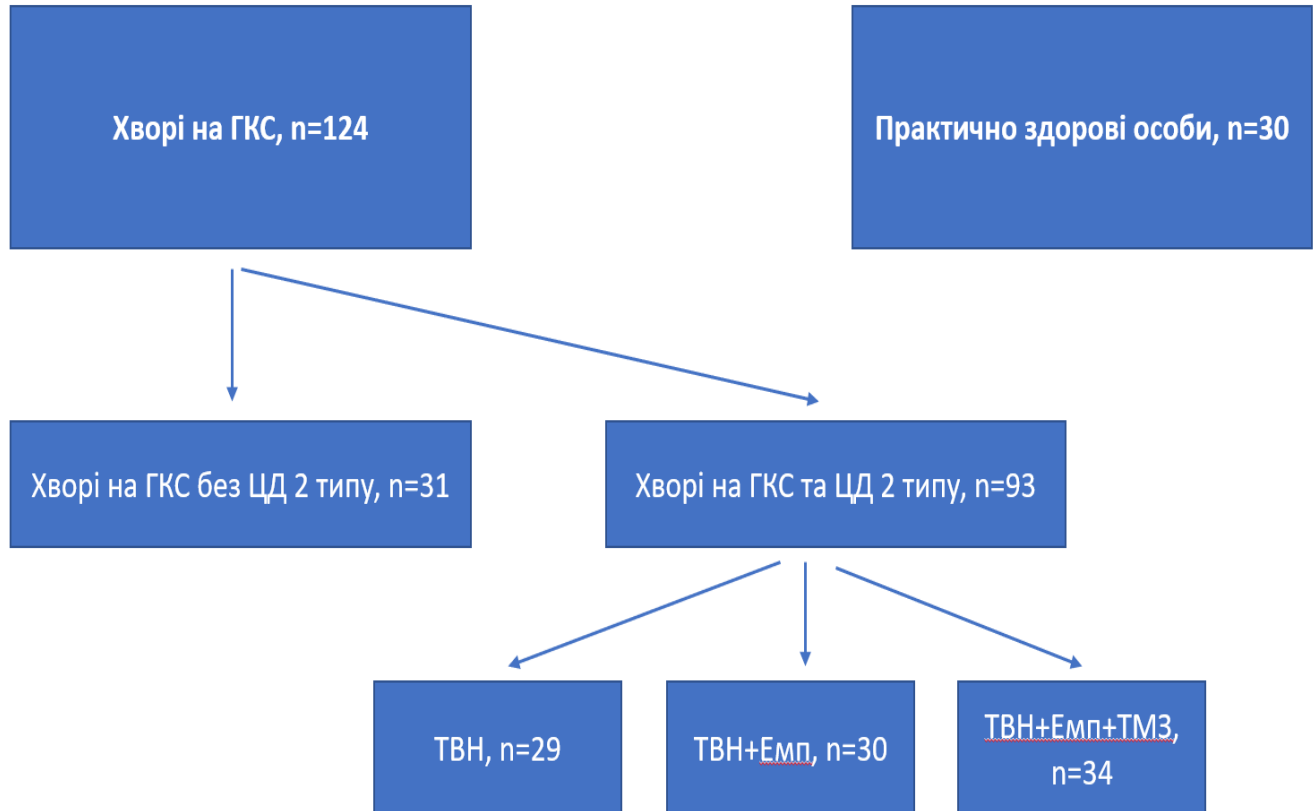 Хворі на ГКС, n=124
Практично здорові особи, n=30
Хворі на ГКС без ЦД 2 типу, n=31
Хворі на ГКС та ЦД 2 типу, n=93
ТВН, n=29
ТВН+Емп, n=30
ТВН+Емп+ТМЗ,
n=34